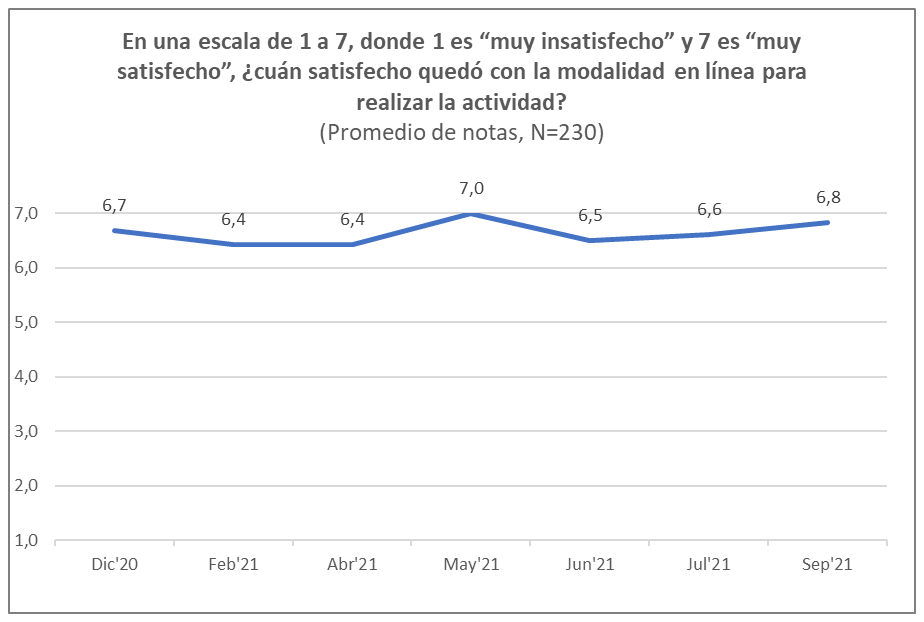 En una escala de 1 a 7, donde 1 es “muy insatisfecho” y 7 es “muy
satisfecho”, ¿cuán satisfecho quedó con la modalidad en línea para
realizar la actividad?
(Promedio de notas, N=230)
6,7
6,4
6,4
7,0
6,5
6,6
6,8
7,0
6,0
5,0
4,0
3,0
2,0
1,0
Dic'20
Feb'21
Abr'21
May'21
Jun'21
Jul'21
Sep'21